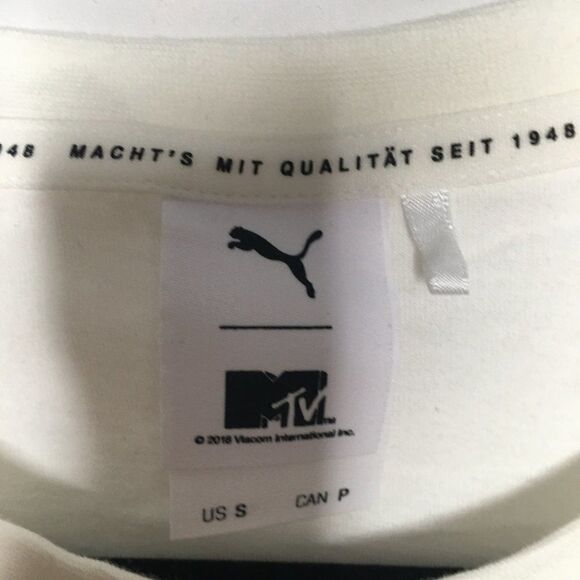 948 MACHT'S MIT QUALITÄT SEIT 1948
MTV
© 2018 Viacom International Inc.
US S CAN P